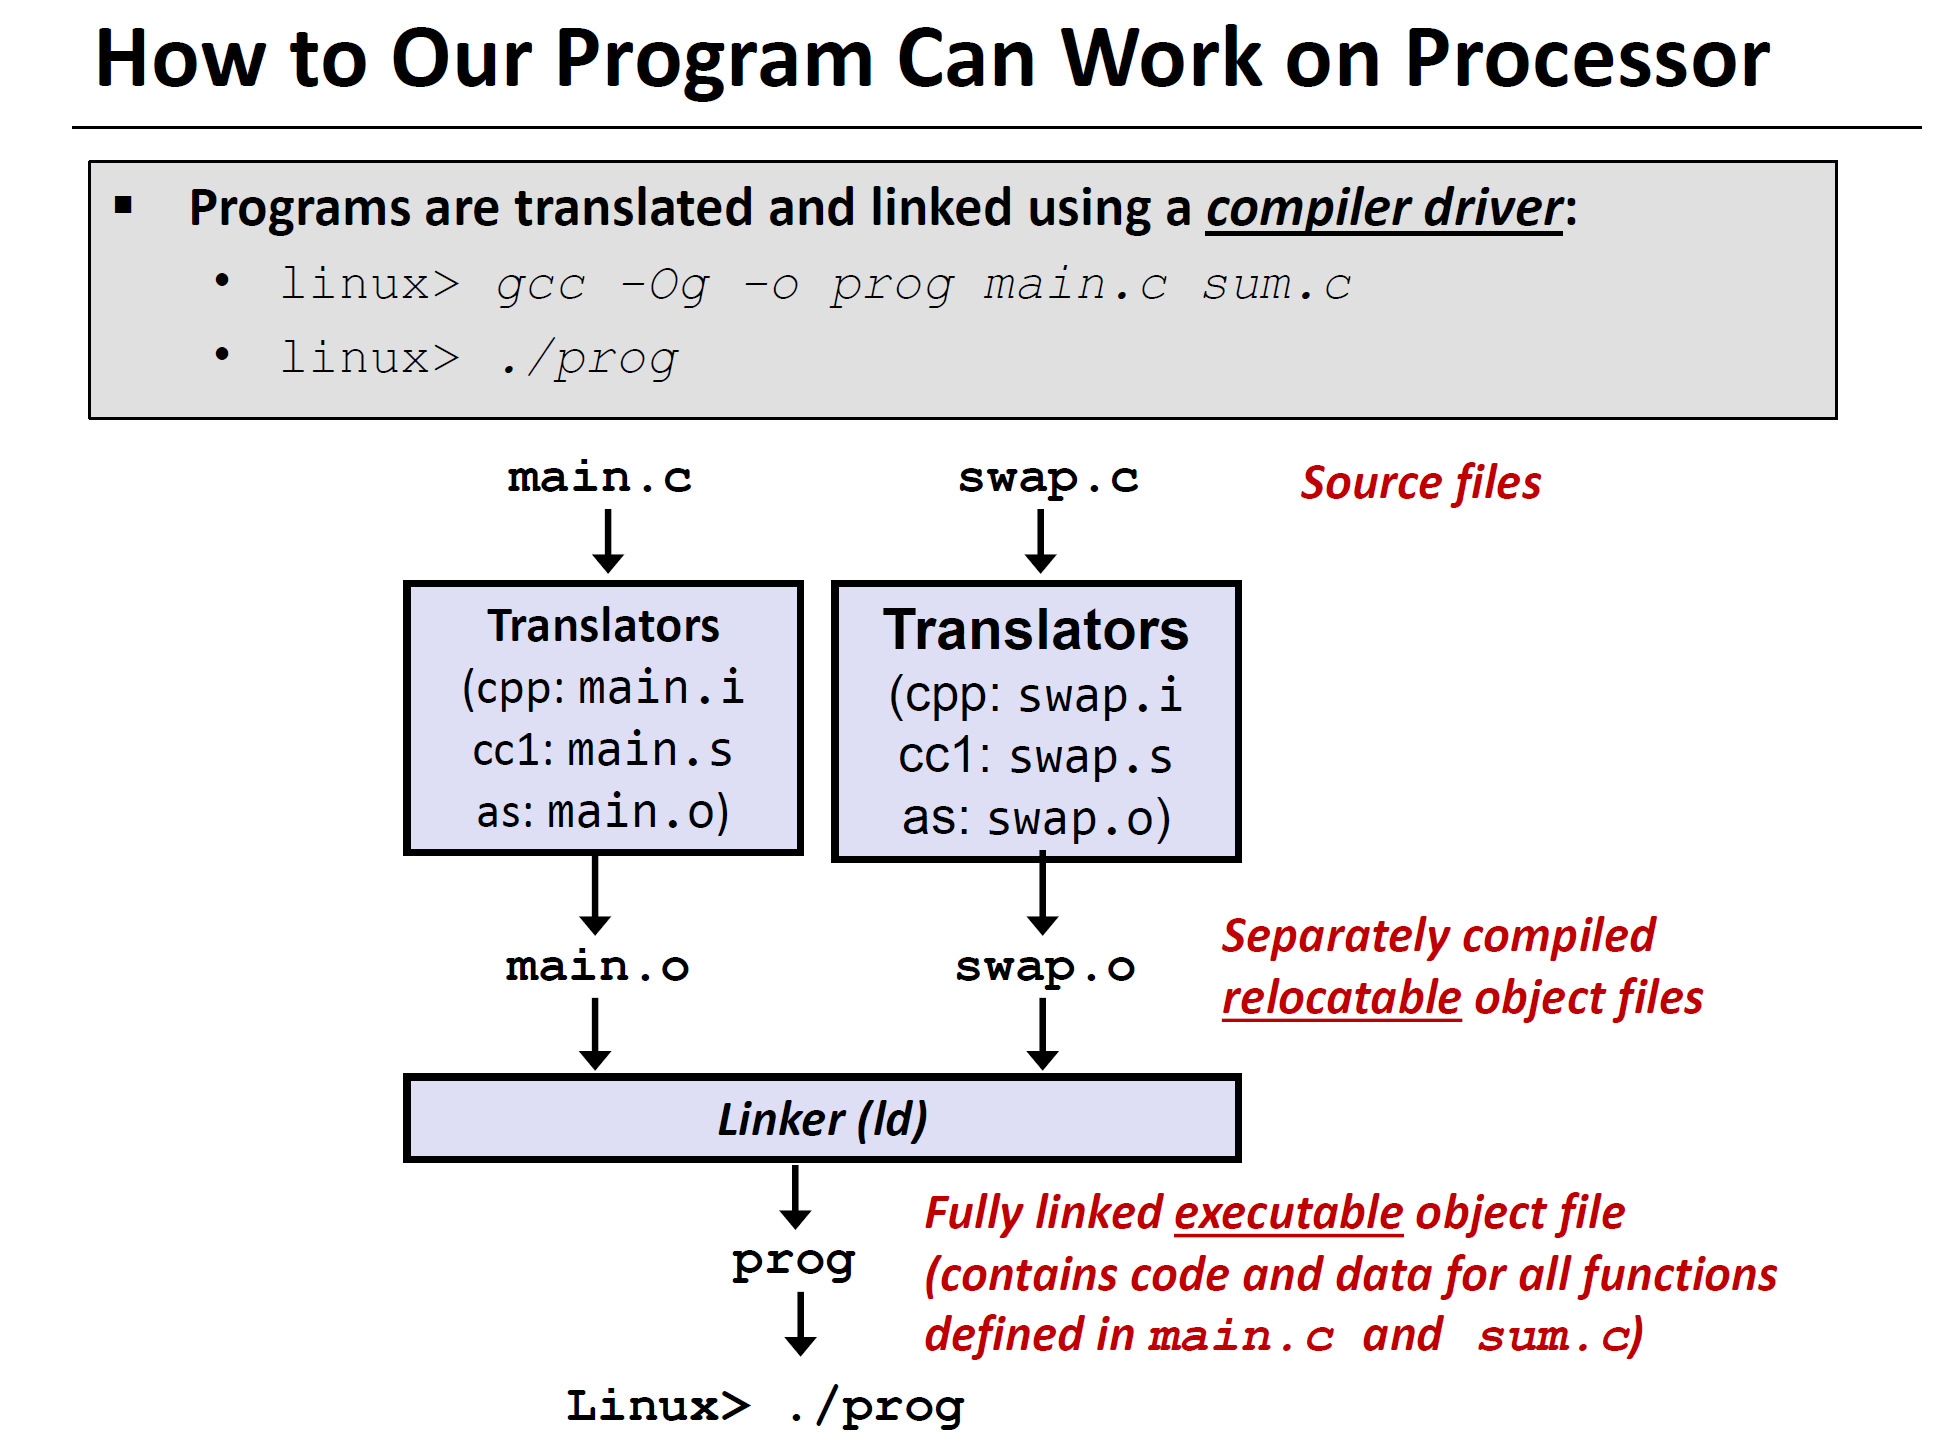 How to Our Program Can Work on Processor
▪ Programs are translated and linked using a compiler driver:
• linux> gcc -Og -o prog main.c sum.c
• linux> ./prog
main.c swap.c Source files
Translators
(cpp: main.i
cc1: main.s
as: main.o)
Translators
(cpp: swap.i
cc1: swap.s
as: swap.o)
main.o swap.o
Separately compiled
relocatable object files
Linker (ld)
prog
Fully linked executable object file
(contains code and data for all functions
defined in main.c and sum.c)
Linux> ./prog